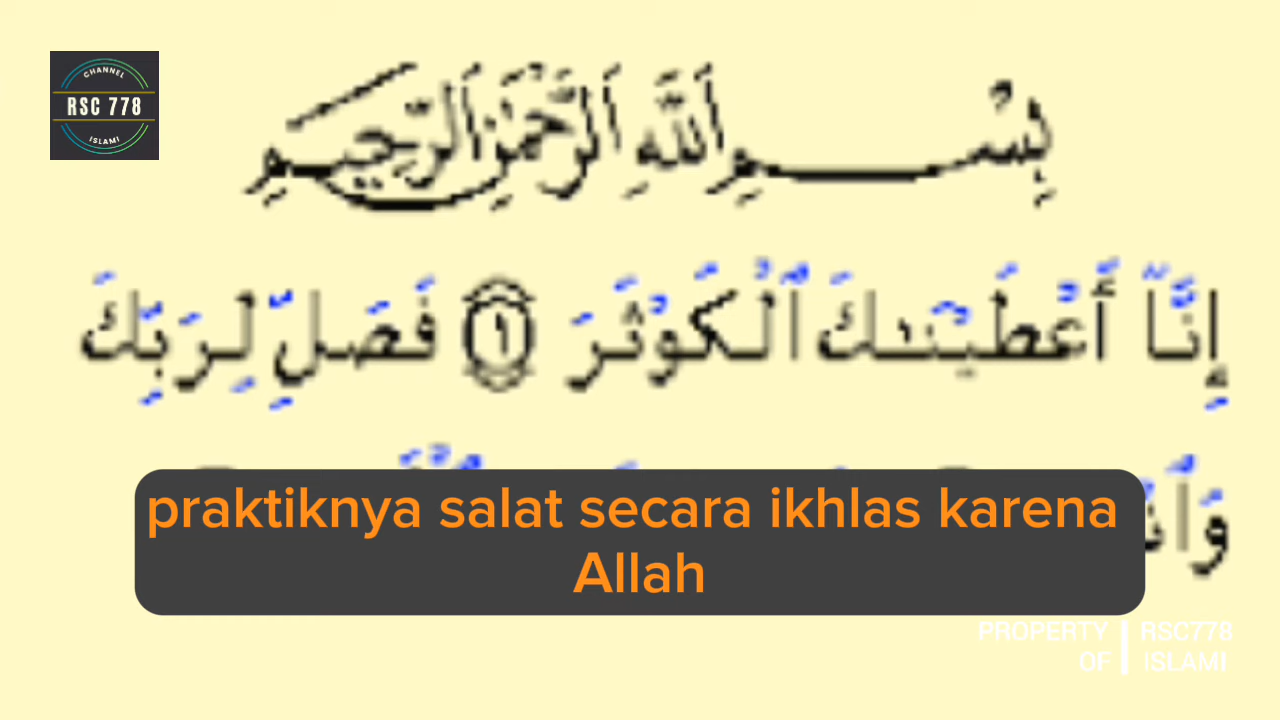 CHANNEL
RSC 778
ISLAMI
بِسْمِ ٱللَّهِ ٱلرَّحْمَٰنِ ٱلرَّحِيمِ
إِنَّآ أَعْطَيْنَٰكَ ٱلْكَوْثَرَ ١ فَصَلِّ لِرَبِّكَ
praktiknya salat secara ikhlas karena
Allah
PROPERTY OF
RSC778 ISLAMI